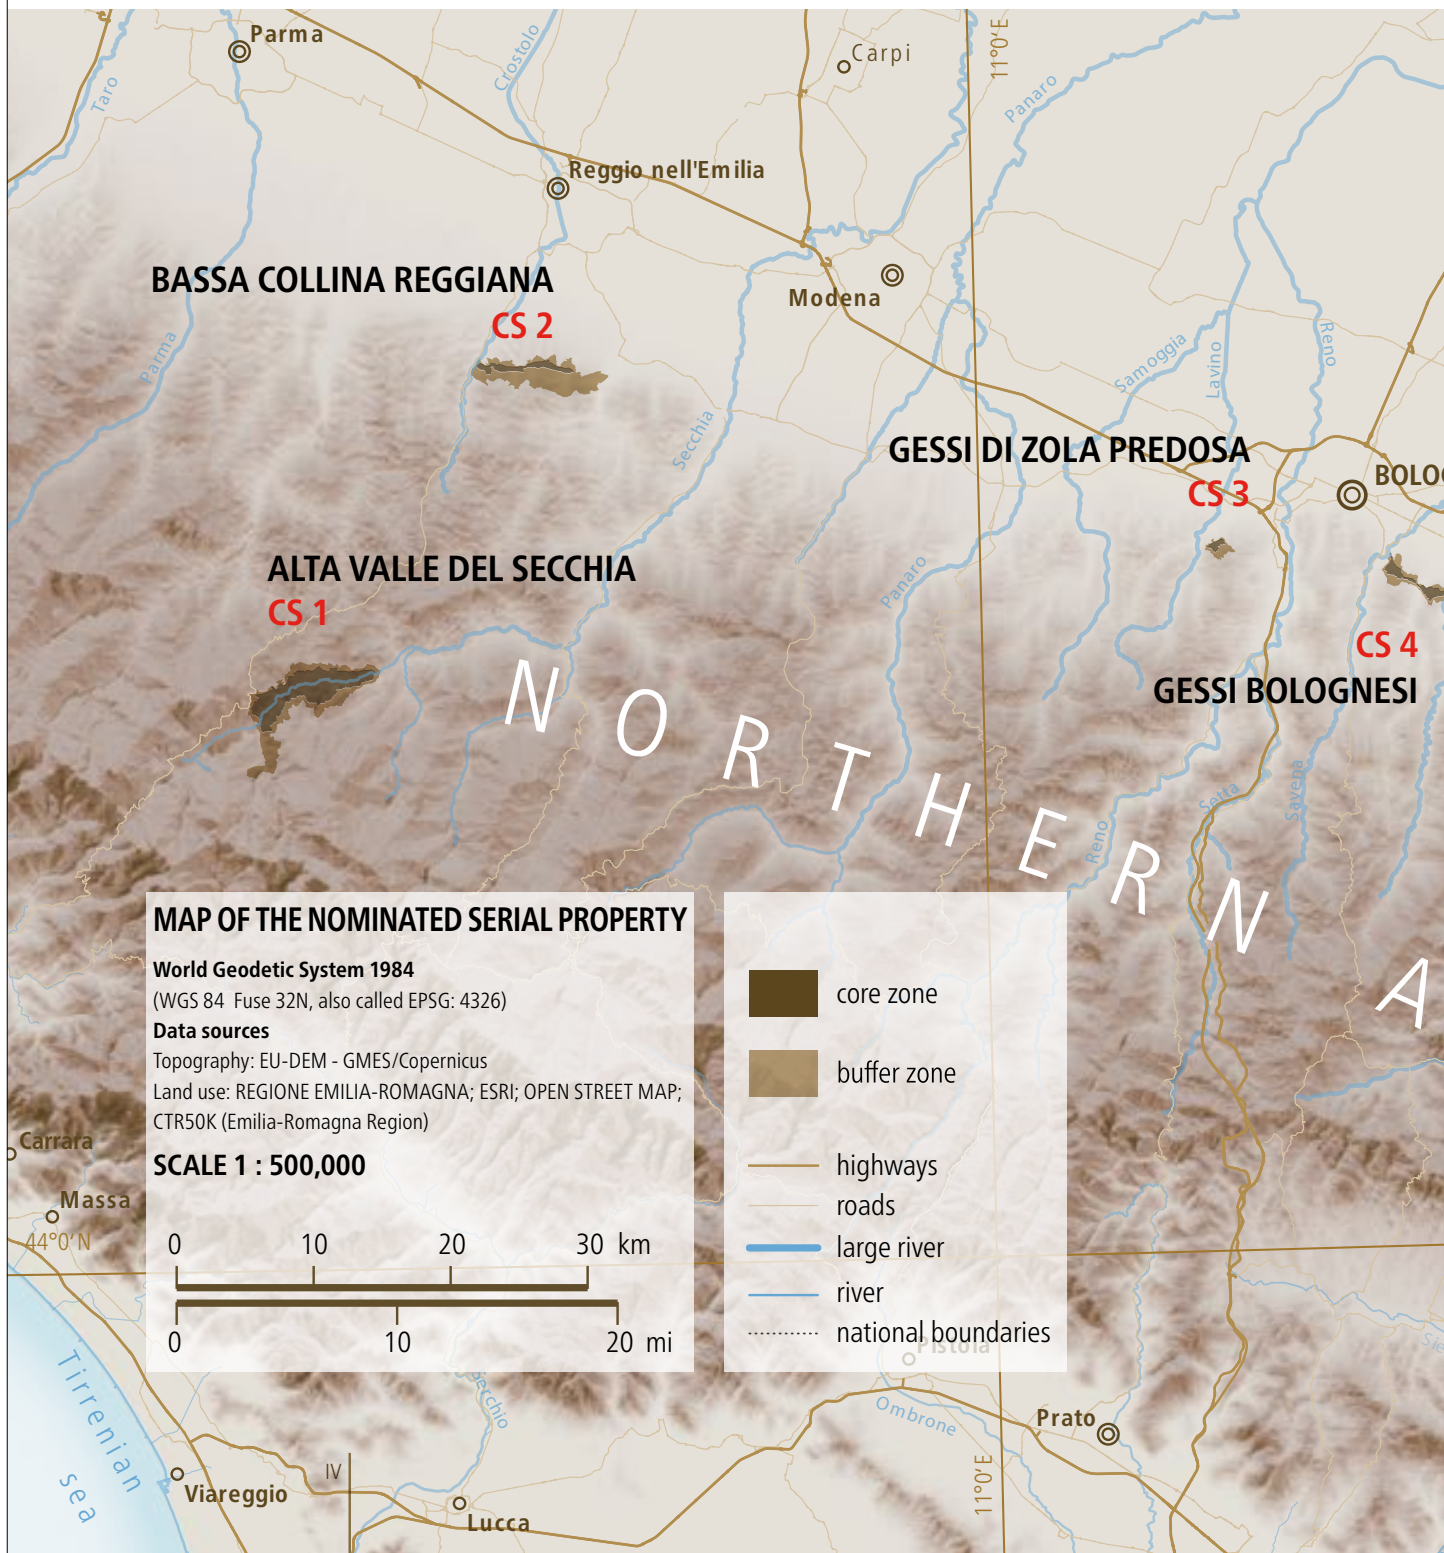 Parma
Taro
Crostolo
Carpi
11°0'E
Panaro
Reggio nell'Emilia
BASSA COLLINA REGGIANA
CS 2
Modena
Parma
Samoggia
Lavino
Reno
Secchia
GESSI DI ZOLA PREDOSA
CS 3
BOLOG
ALTA VALLE DEL SECCHIA
CS 1
Panaro
CS 4
GESSI BOLOGNESI
NORTHERN A
Setta
Savena
Reno
MAP OF THE NOMINATED SERIAL PROPERTY
World Geodetic System 1984
(WGS 84 Fuse 32N, also called EPSG: 4326)
Data sources
Topography: EU-DEM - GMES/Copernicus
Land use: REGIONE EMILIA-ROMAGNA; ESRI; OPEN STREET MAP;
CTR50K (Emilia-Romagna Region)
SCALE 1 : 500,000
0 10 20 30 km
0 10 20 mi
core zone
buffer zone
highways
roads
large river
river
national boundaries
Carrara
Massa
44°0'N
Pistoia
Sie
Tirrenian
sea
Serchio
Ombrone
Prato
11°0'E
IV
Viareggio
Lucca